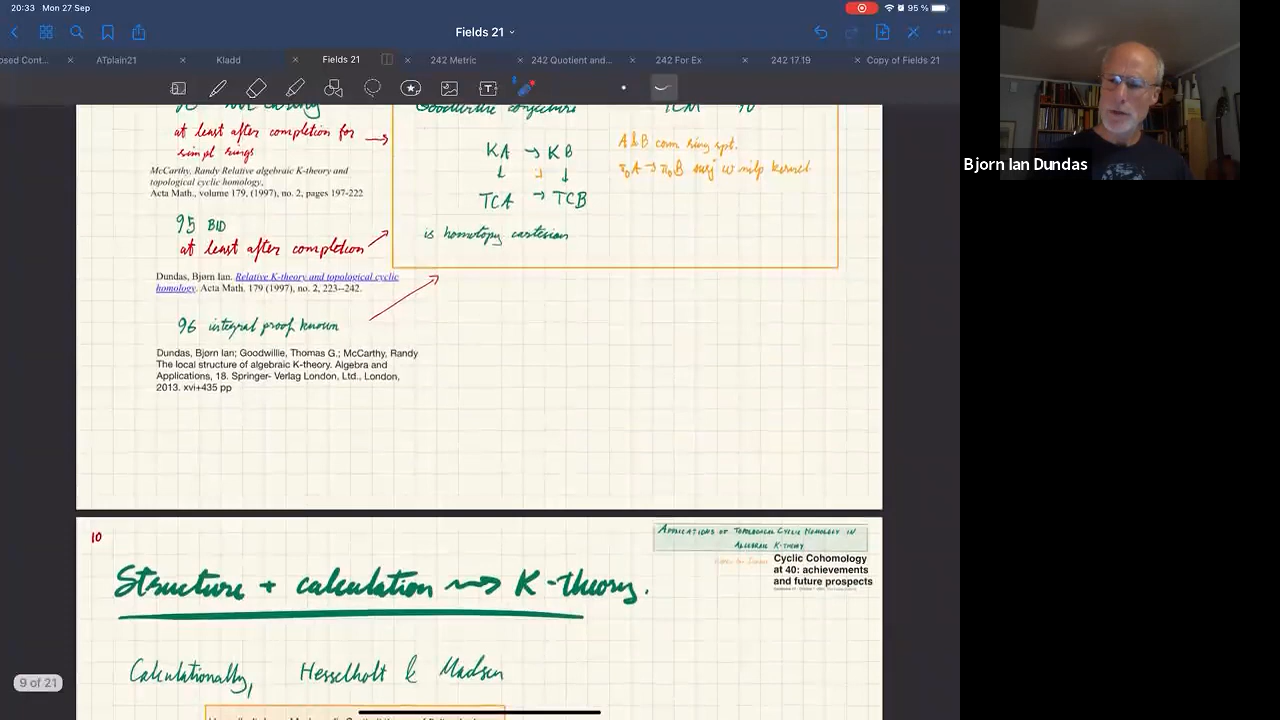 20:33 Mon 27 Sep
95 %
Fields 21
osed Cont...
ATplain21
Kladd
Fields 21
242 Metric
242 Quotient and...
242 For Ex
242 17.19
Copy of Fields 21
Goodwillie conjecture
at least after completion for
simpl rings
McCarthy, Randy Relative algebraic K-theory and
topological cyclic homology,
Acta Math., volume 179, (1997), no. 2, pages 197-222
KA → KB
↓ ↓
TCA → TCB
is homotopy cartesian
A & B conn ring spt.
π₀A → π₀B surj w nilp kernel
95 BID
at least after completion
Dundas, Bjørn Ian. Relative K-theory and topological cyclic
homology. Acta Math. 179 (1997), no. 2, 223--242.
96 integral proof known
Dundas, Bjørn Ian; Goodwillie, Thomas G.; McCarthy, Randy
The local structure of algebraic K-theory. Algebra and
Applications, 18. Springer- Verlag London, Ltd., London,
2013. xvi+435 pp
10
Applications of Topological Cyclic Homology in
Algebraic K-theory
Bjørn Ian Dundas
Cyclic Cohomology
at 40: achievements
and future prospects
Structure + calculation ⇝ K-theory.
Calculationally, Hesselholt & Madsen
9 of 21
Bjorn Ian Dundas